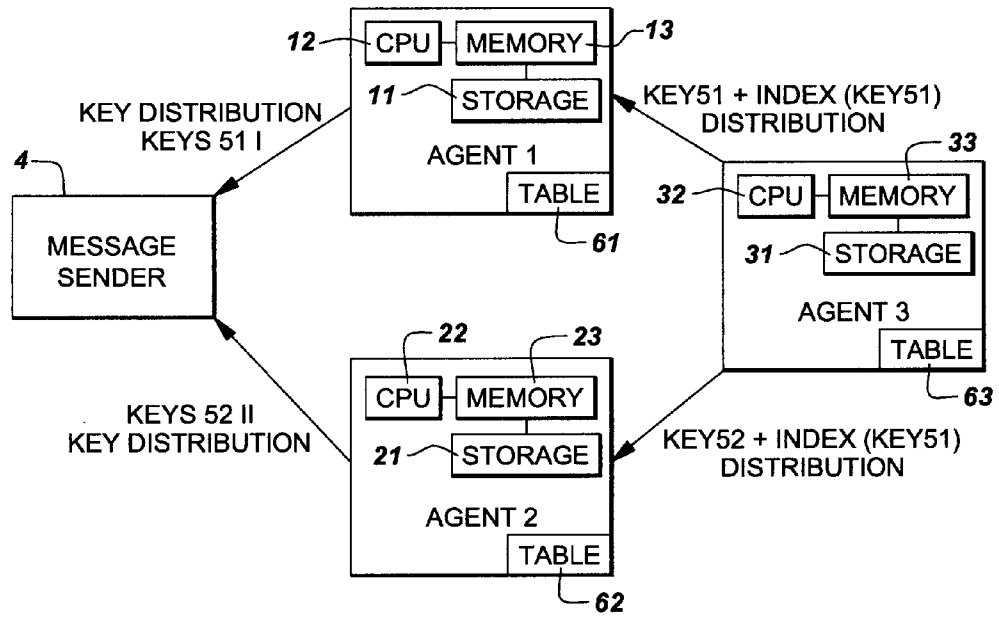 12
CPU
MEMORY
13
11
STORAGE
AGENT 1
TABLE
61
KEY DISTRIBUTION
KEYS 51 I
KEY51 + INDEX (KEY51)
DISTRIBUTION
4
MESSAGE
SENDER
33
32
CPU
MEMORY
31
STORAGE
AGENT 3
TABLE
63
22
23
CPU
MEMORY
21
STORAGE
AGENT 2
TABLE
62
KEYS 52 II
KEY DISTRIBUTION
KEY52 + INDEX (KEY51)
DISTRIBUTION